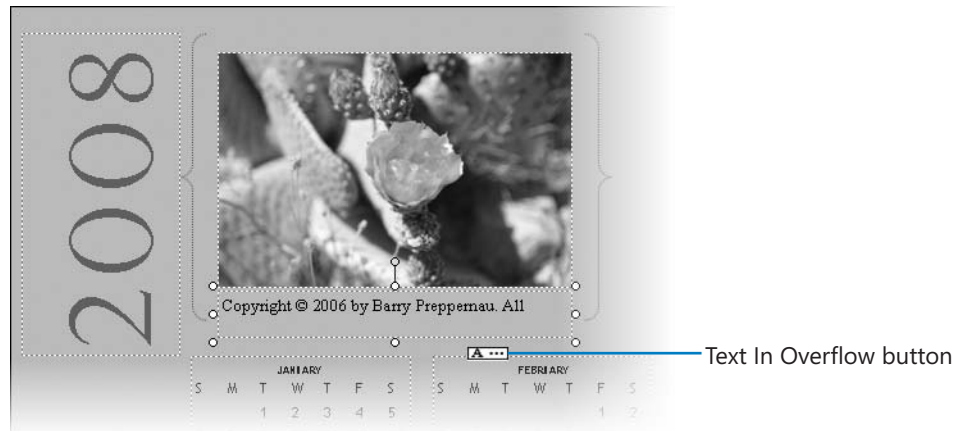 2008
Copyright © 2006 by Barry Preppernau. All
A ...
Text In Overflow button
JANUARY
FEBRUARY
S M T W T F S
S M T W T F S
1 2 3 4 5
1 2